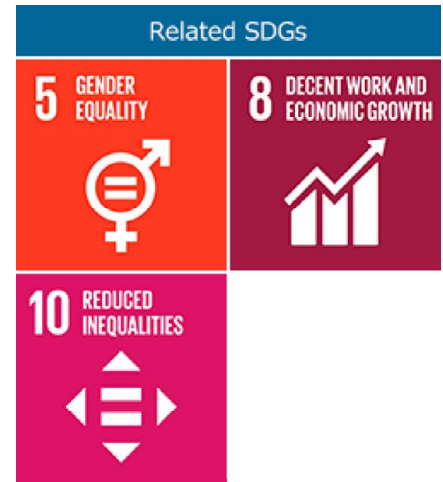 Related SDGs
5 GENDER
EQUALITY
8 DECENT WORK AND
ECONOMIC GROWTH
10 REDUCED
INEQUALITIES